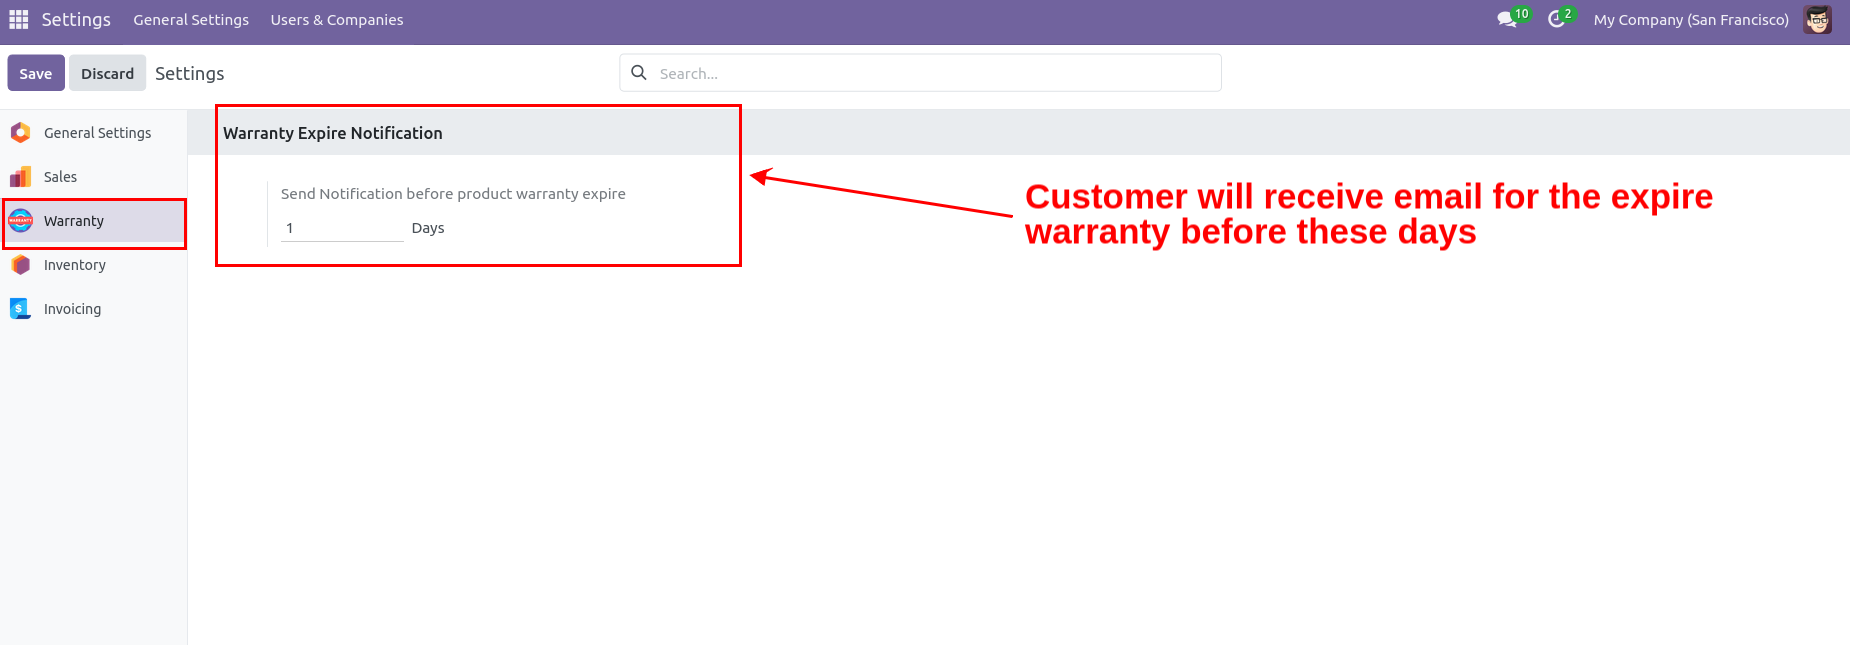 Settings General Settings Users & Companies 10 2 My Company (San Francisco)
Save Discard Settings Search...
General Settings
Sales
Warranty
Inventory
Invoicing
Warranty Expire Notification
Send Notification before product warranty expire
1 Days
Customer will receive email for the expire
warranty before these days